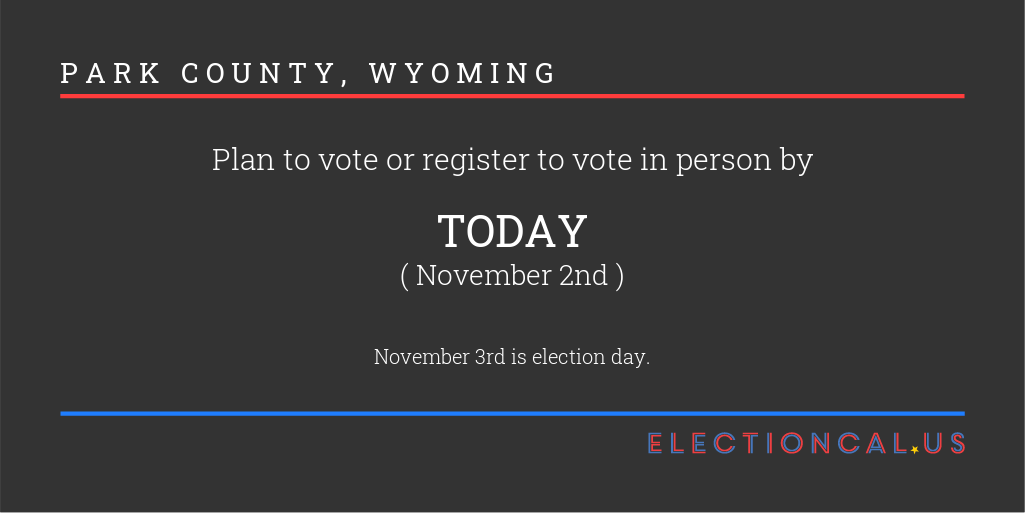 PARK COUNTY, WYOMING
Plan to vote or register to vote in person by
TODAY
( November 2nd )
November 3rd is election day.
ELECTIONCAL.US